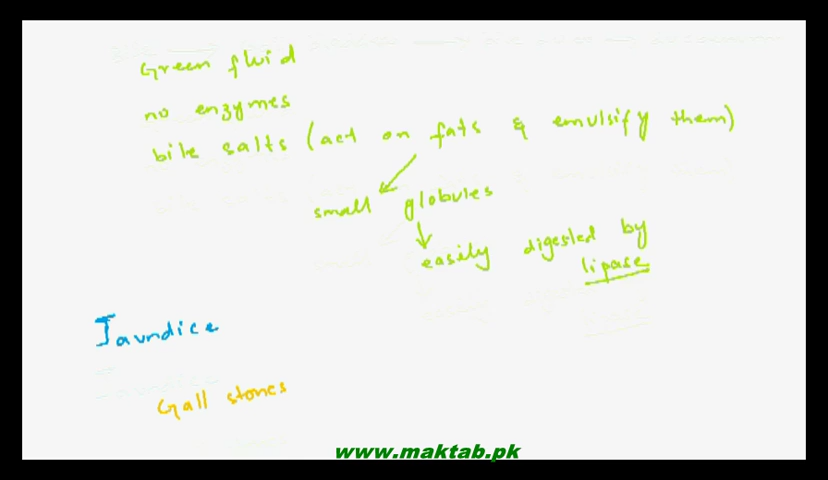 Green fluid
no enzymes
bile salts (act on fats & emulsify them)
small globules
easily digested by
lipase
Jaundice
Gall stones
www.maktab.pk